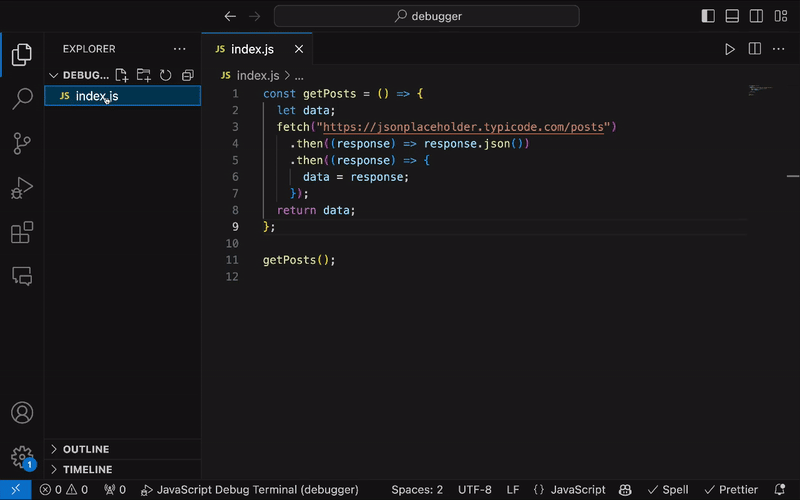 debugger
EXPLORER
JS index.js
DEBUG...
JS index.js
JS index.js > ...
1 const getPosts = () => {
2 let data;
3 fetch("https://jsonplaceholder.typicode.com/posts")
4 .then((response) => response.json())
5 .then((response) => {
6 data = response;
7 });
8 return data;
9 };
10
11 getPosts();
12
OUTLINE
TIMELINE
1
0 0 0 JavaScript Debug Terminal (debugger) Spaces: 2 UTF-8 LF {} JavaScript Spell Prettier